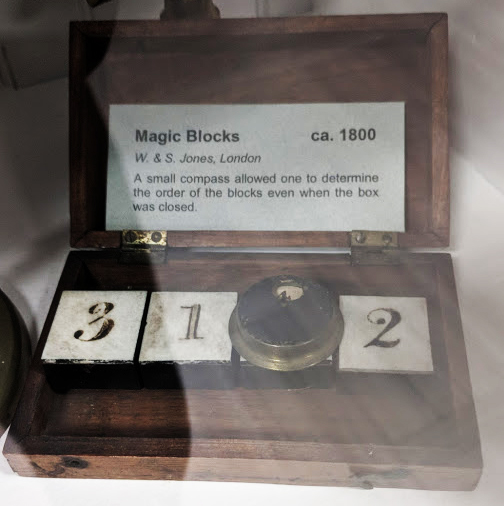 Magic Blocks ca. 1800
W. & S. Jones, London
A small compass allowed one to determine
the order of the blocks even when the box
was closed.
3 1 2